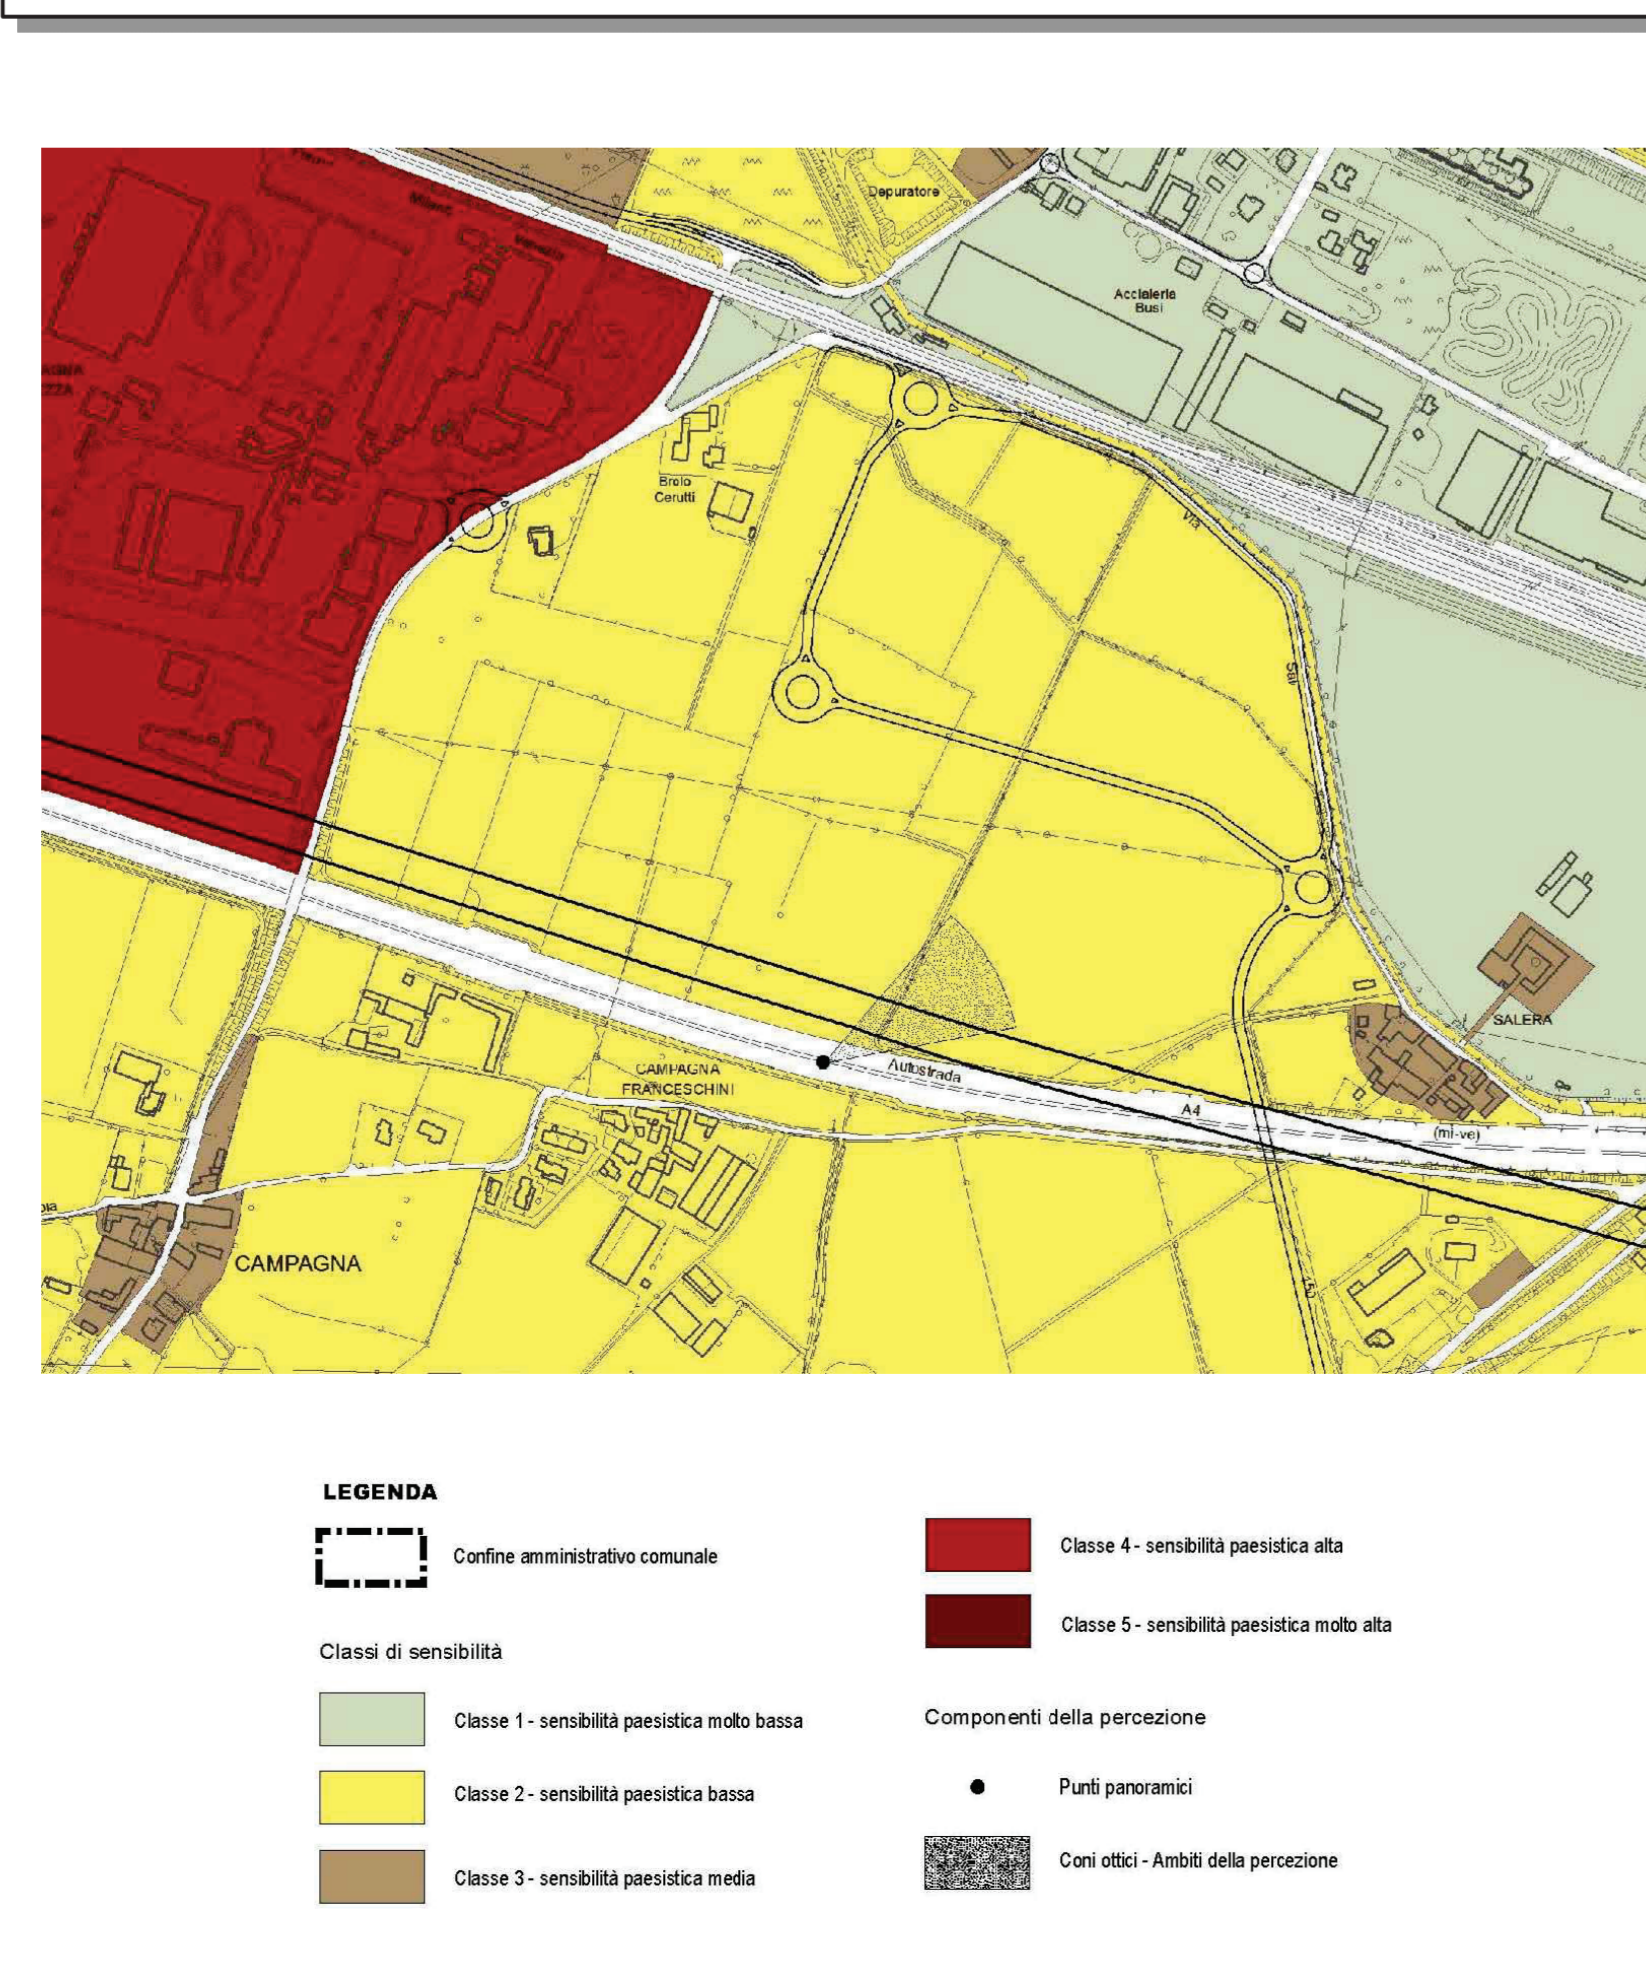 Depuratore
Acciaieria
Busi
Brolo
Cerutti
Via
SALERA
CAMPAGNA
FRANCESCHINI
Autostrada
A4
(mi-ve)
CAMPAGNA
LEGENDA
Confine amministrativo comunale
Classi di sensibilità
Classe 1 - sensibilità paesistica molto bassa
Classe 2 - sensibilità paesistica bassa
Classe 3 - sensibilità paesistica media
Classe 4 - sensibilità paesistica alta
Classe 5 - sensibilità paesistica molto alta
Componenti della percezione
Punti panoramici
Coni ottici - Ambiti della percezione